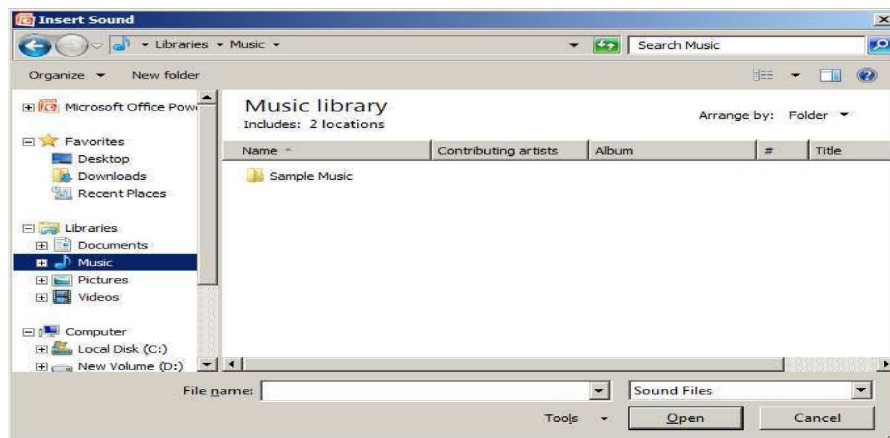 Insert Sound
Libraries Music Search Music
Organize New folder
Microsoft Office Pow
Favorites
Desktop
Downloads
Recent Places
Libraries
Documents
Music
Pictures
Videos
Computer
Local Disk (C:)
New Volume (D:)
Music library
Includes: 2 locations
Arrange by: Folder
Name Contributing artists Album # Title
Sample Music
File name: Sound Files
Tools Open Cancel